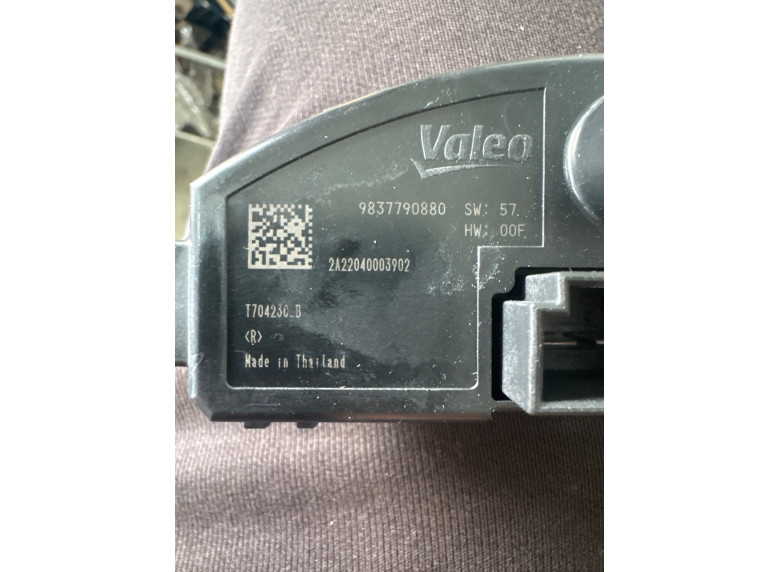 Valeo
9837790880 SW: 57.
HW: 00F
2A22040003902
T70423C_B
<R>
Made in Thailand